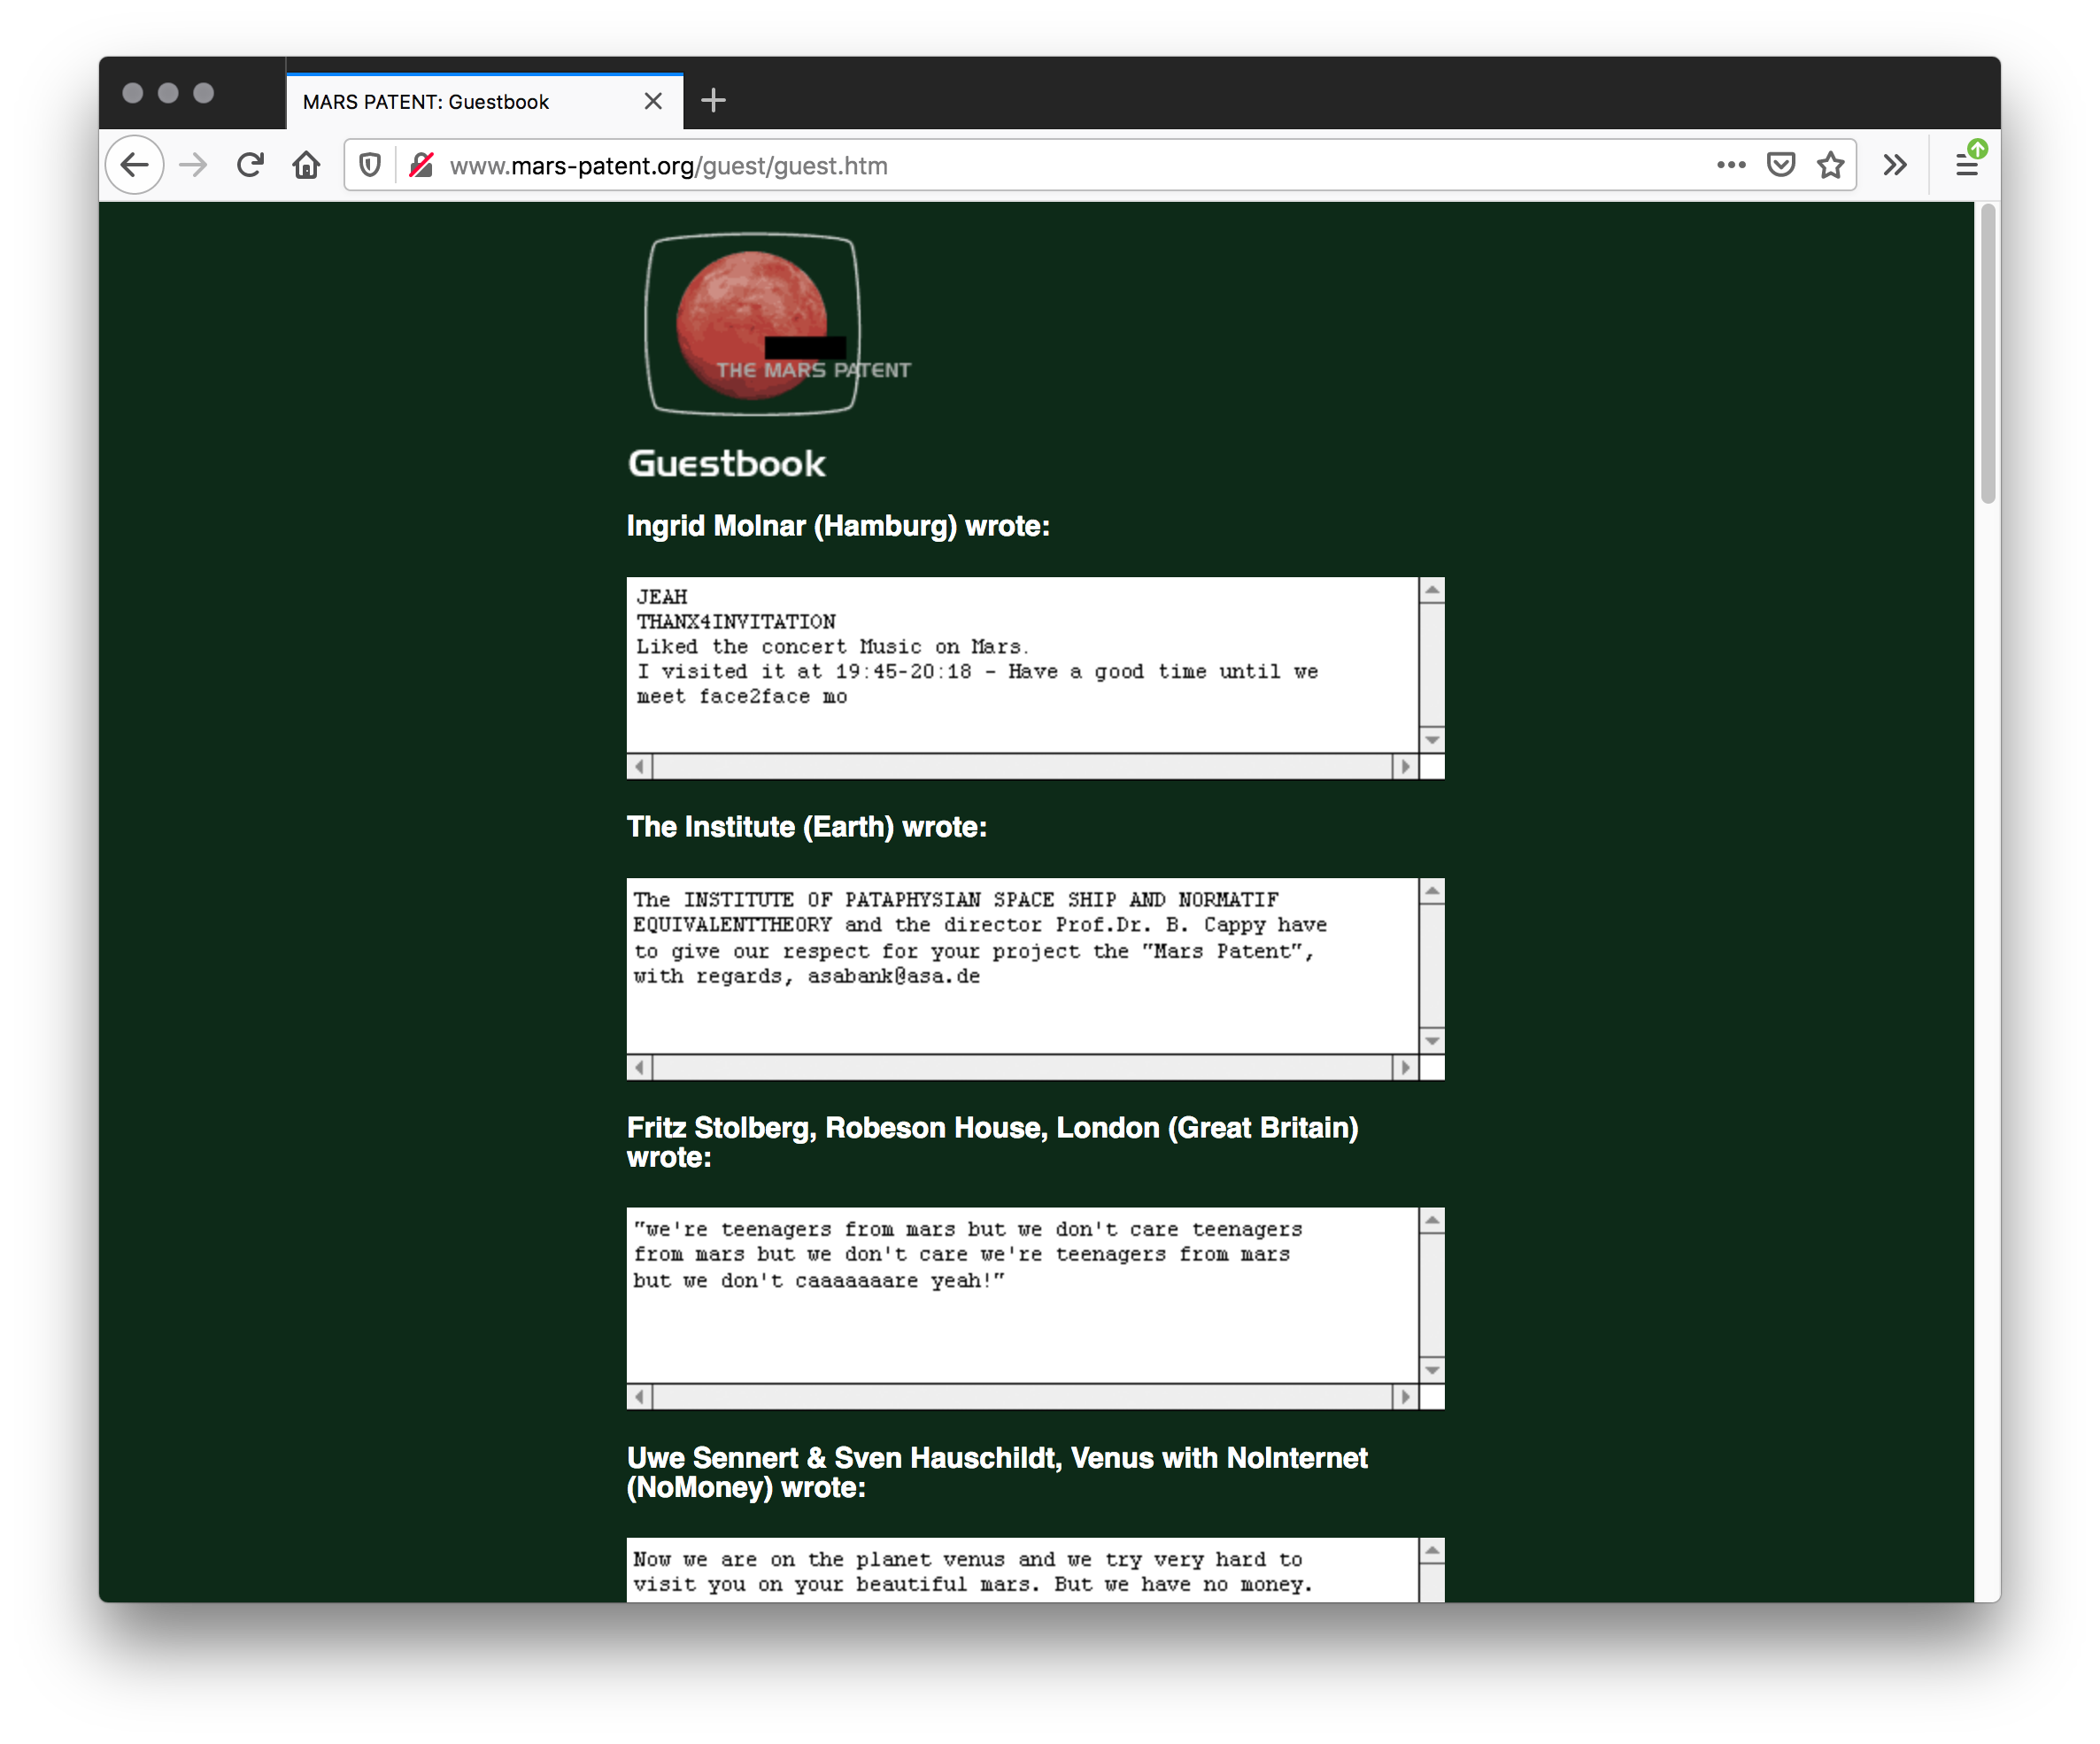 MARS PATENT: Guestbook
www.mars-patent.org/guest/guest.htm
THE MARS PATENT
Guestbook
Ingrid Molnar (Hamburg) wrote:
JEAH
THANX4INVITATION
Liked the concert Music on Mars.
I visited it at 19:45-20:18 - Have a good time until we
meet face2face mo
The Institute (Earth) wrote:
The INSTITUTE OF PATAPHYSIAN SPACE SHIP AND NORMATIF
EQUIVALENTTHEORY and the director Prof.Dr. B. Cappy have
to give our respect for your project the "Mars Patent",
with regards, asabank@asa.de
Fritz Stolberg, Robeson House, London (Great Britain)
wrote:
"we're teenagers from mars but we don't care teenagers
from mars but we don't care we're teenagers from mars
but we don't caaaaaaare yeah!"
Uwe Sennert & Sven Hauschildt, Venus with NoInternet
(NoMoney) wrote:
Now we are on the planet venus and we try very hard to
visit you on your beautiful mars. But we have no money.